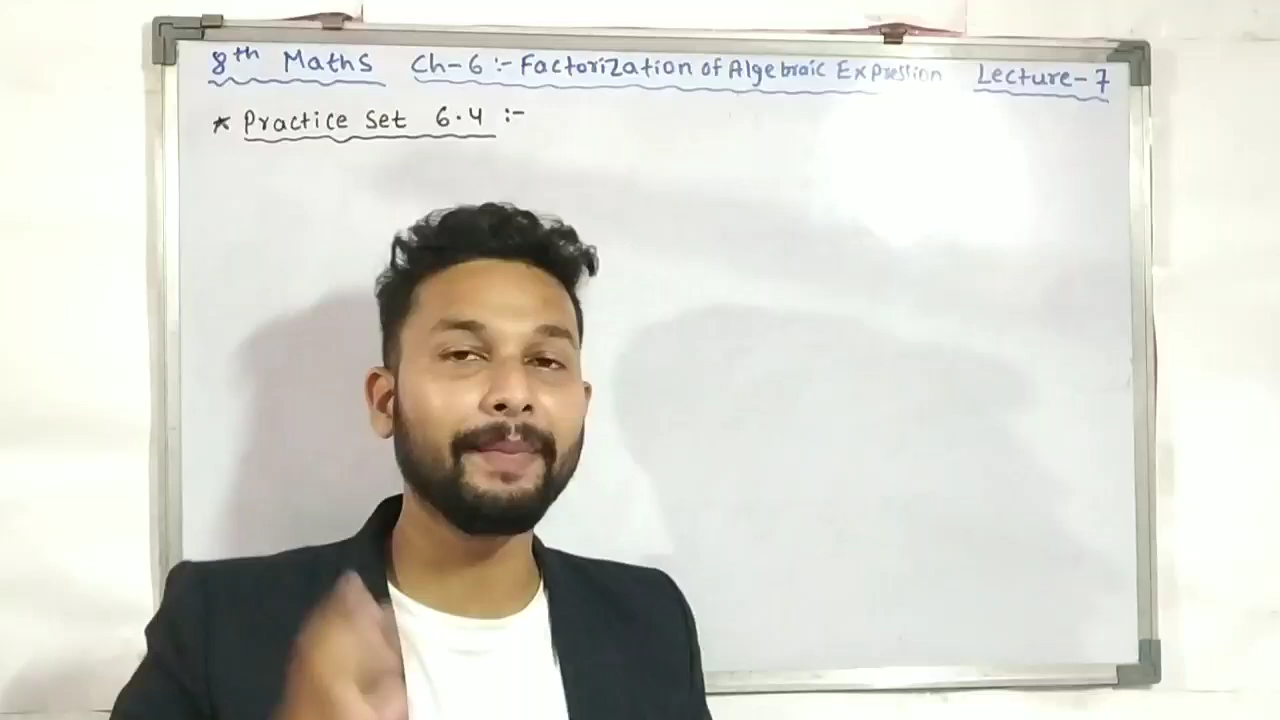 8th Maths Ch-6 :- Factorization of Algebraic Expression Lecture-7
* Practice Set 6.4 :-